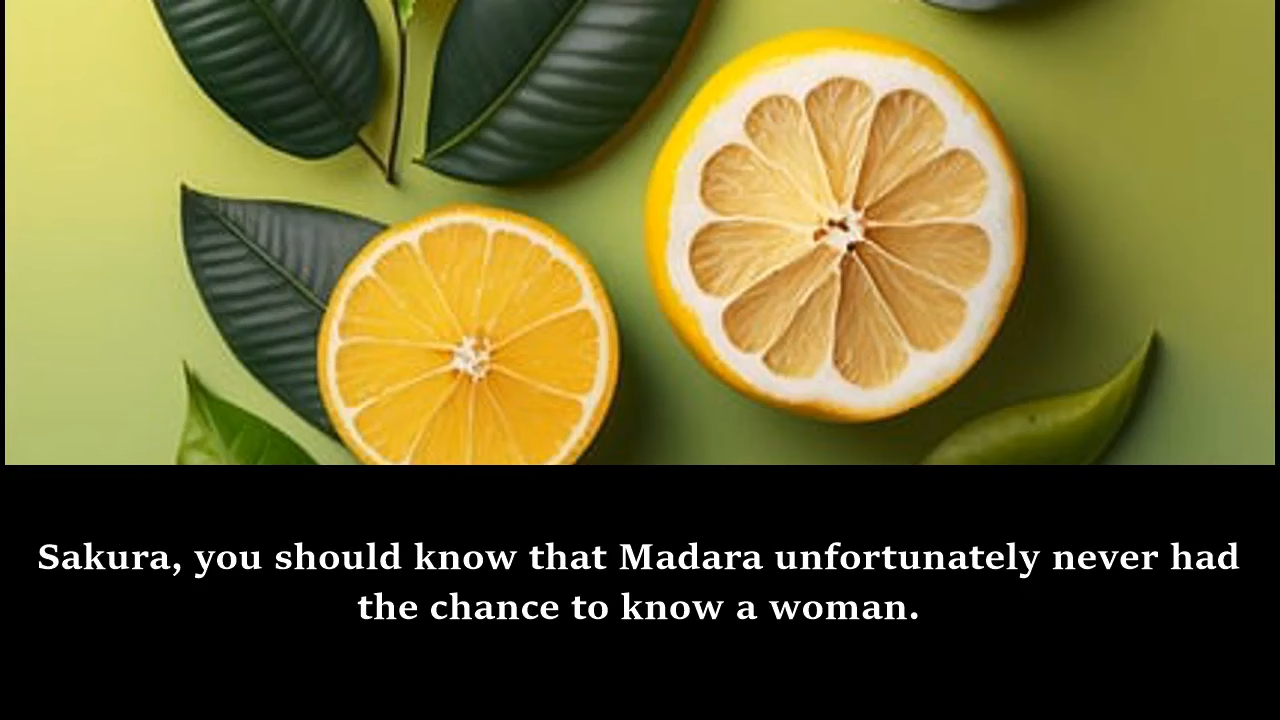 Sakura, you should know that Madara unfortunately never had
the chance to know a woman.